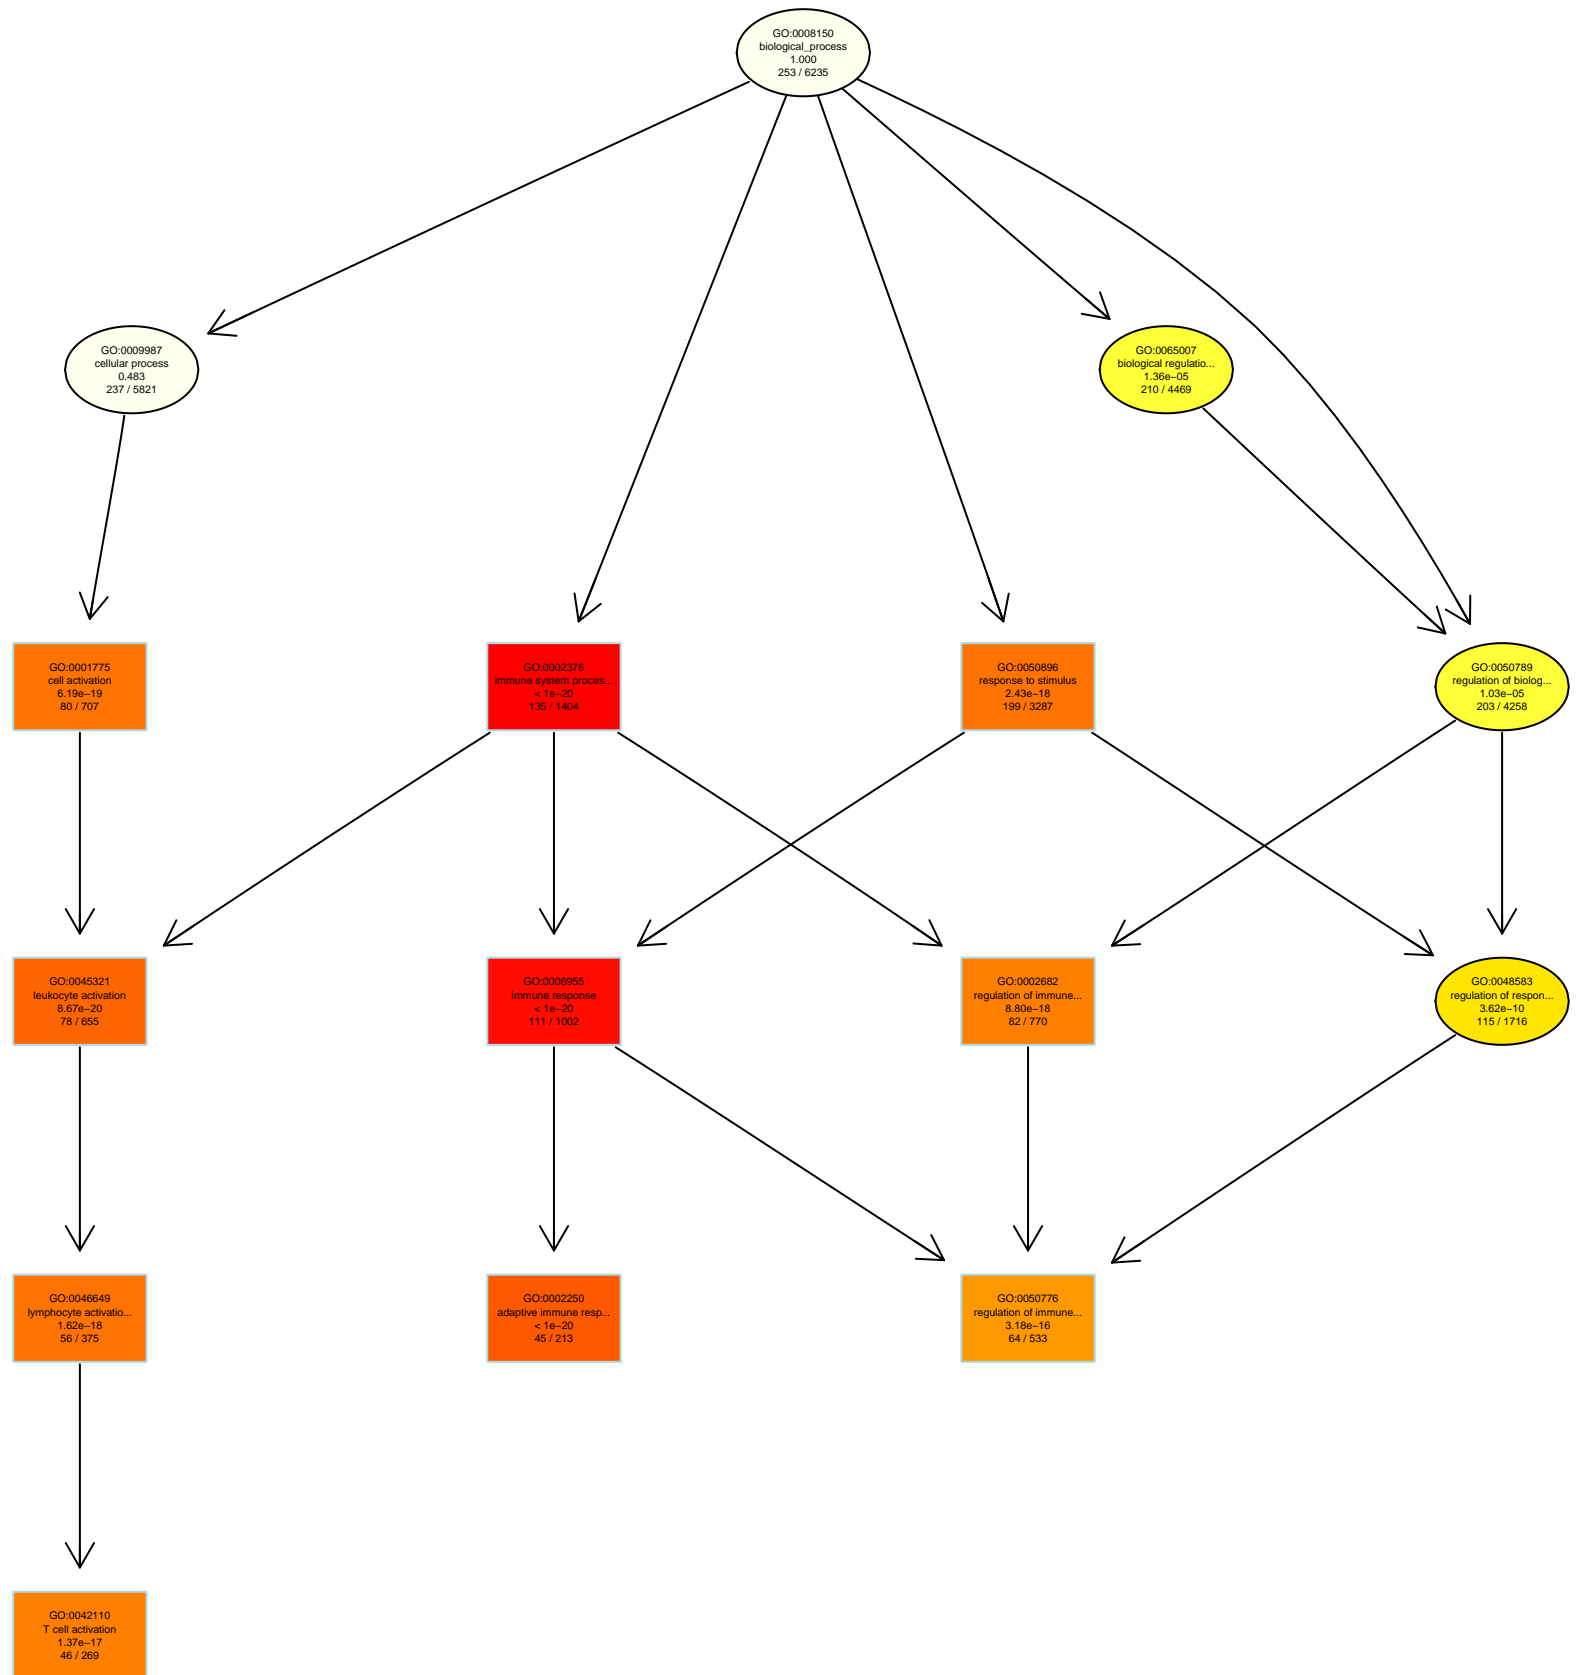 GO:0008150
biological_process
1.000
253 / 6235
GO:0009987
cellular process
0.483
237 / 5821
GO:0065007
biological regulatio...
1.36e−05
210 / 4469
GO:0001775
cell activation
6.19e−19
80 / 707
GO:0002376
immune system proces...
< 1e−20
135 / 1404
GO:0050896
response to stimulus
2.43e−18
199 / 3287
GO:0050789
regulation of biolog...
1.03e−05
203 / 4258
GO:0045321
leukocyte activation
8.67e−20
78 / 655
GO:0006955
immune response
< 1e−20
111 / 1002
GO:0002682
regulation of immune...
8.80e−18
82 / 770
GO:0048583
regulation of respon...
3.62e−10
115 / 1716
GO:0046649
lymphocyte activatio...
1.62e−18
56 / 375
GO:0002250
adaptive immune resp...
< 1e−20
45 / 213
GO:0050776
regulation of immune...
3.18e−16
64 / 533
GO:0042110
T cell activation
1.37e−17
46 / 269